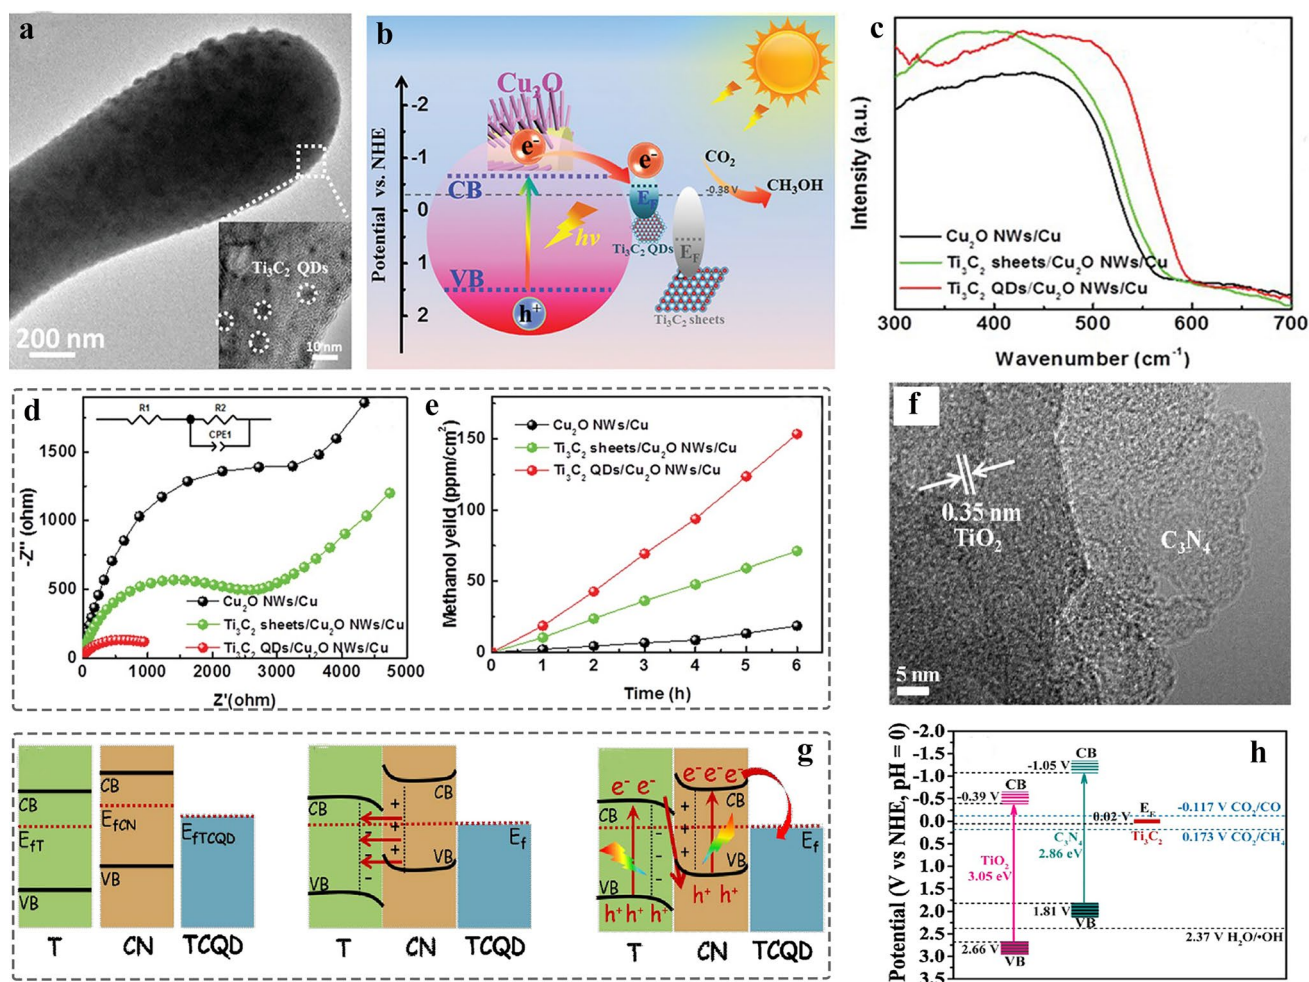 a
Ti₃C₂ QDs
200 nm
10 nm
b
Potential vs. NHE
-2
-1
0
1
2
Cu₃O
e⁻
e⁻
CB
E_F
hν
Ti₃C₂ QDs
E_F
VB
h⁺
Ti₃C₂ sheets
CO₂
-0.38 V
CH₃OH
c
Intensity (a.u.)
Cu₂O NWs/Cu
Ti₃C₂ sheets/Cu₂O NWs/Cu
Ti₃C₂ QDs/Cu₂O NWs/Cu
300 400 500 600 700
Wavenumber (cm⁻¹)
d
R1 R2
CPE1
-Z'' (ohm)
1500
1000
500
0
Cu₂O NWs/Cu
Ti₃C₂ sheets/Cu₂O NWs/Cu
Ti₃C₂ QDs/Cu₂O NWs/Cu
0 1000 2000 3000 4000 5000
Z'(ohm)
e
Methanol yeild (ppm/cm²)
150
100
50
0
Cu₂O NWs/Cu
Ti₃C₂ sheets/Cu₂O NWs/Cu
Ti₃C₂ QDs/Cu₂O NWs/Cu
0 1 2 3 4 5 6
Time (h)
f
0.35 nm
TiO₂
C₃N₄
5 nm
g
CB
E_fT
VB
T
CB
E_fCN
VB
CN
E_fTCQD
TCQD
CB
VB
T
+
+
+
+
-
-
-
CB
VB
CN
E_f
TCQD
e⁻ e⁻
CB
VB
h⁺ h⁺ h⁺
T
e⁻ e⁻ e⁻
+
+
+
-
-
-
CB
VB
h⁺ h⁺
CN
E_f
TCQD
h
Potential (V vs NHE, pH = 0)
-2.0
-1.5
-1.0
-0.5
0.0
0.5
1.0
1.5
2.0
2.5
3.0
3.5
CB
-0.39 V
TiO₂
3.05 eV
2.66 V
VB
CB
-1.05 V
C₃N₄
2.86 eV
1.81 V
VB
0.02 V
E_F
Ti₃C₂
-0.117 V CO₂/CO
0.173 V CO₂/CH₄
2.37 V H₂O/•OH